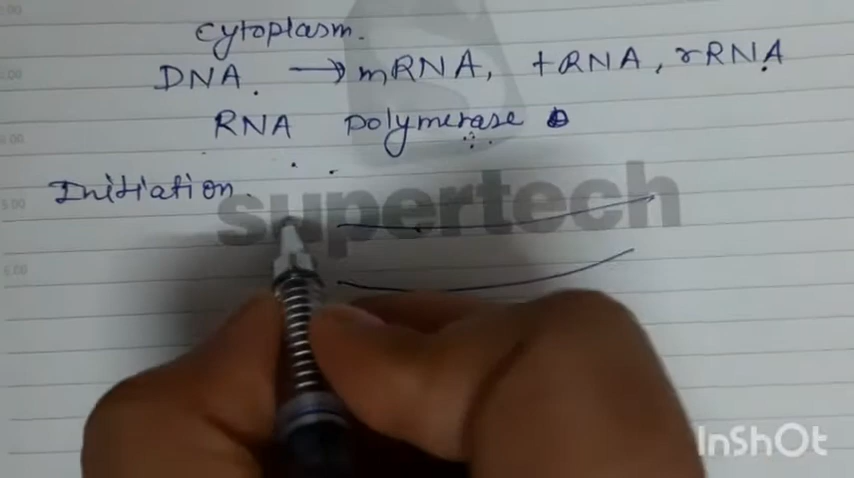 Cytoplasm.
DNA. → mRNA, tRNA, rRNA
RNA polymerase
Initiation.
supertech
InShOt